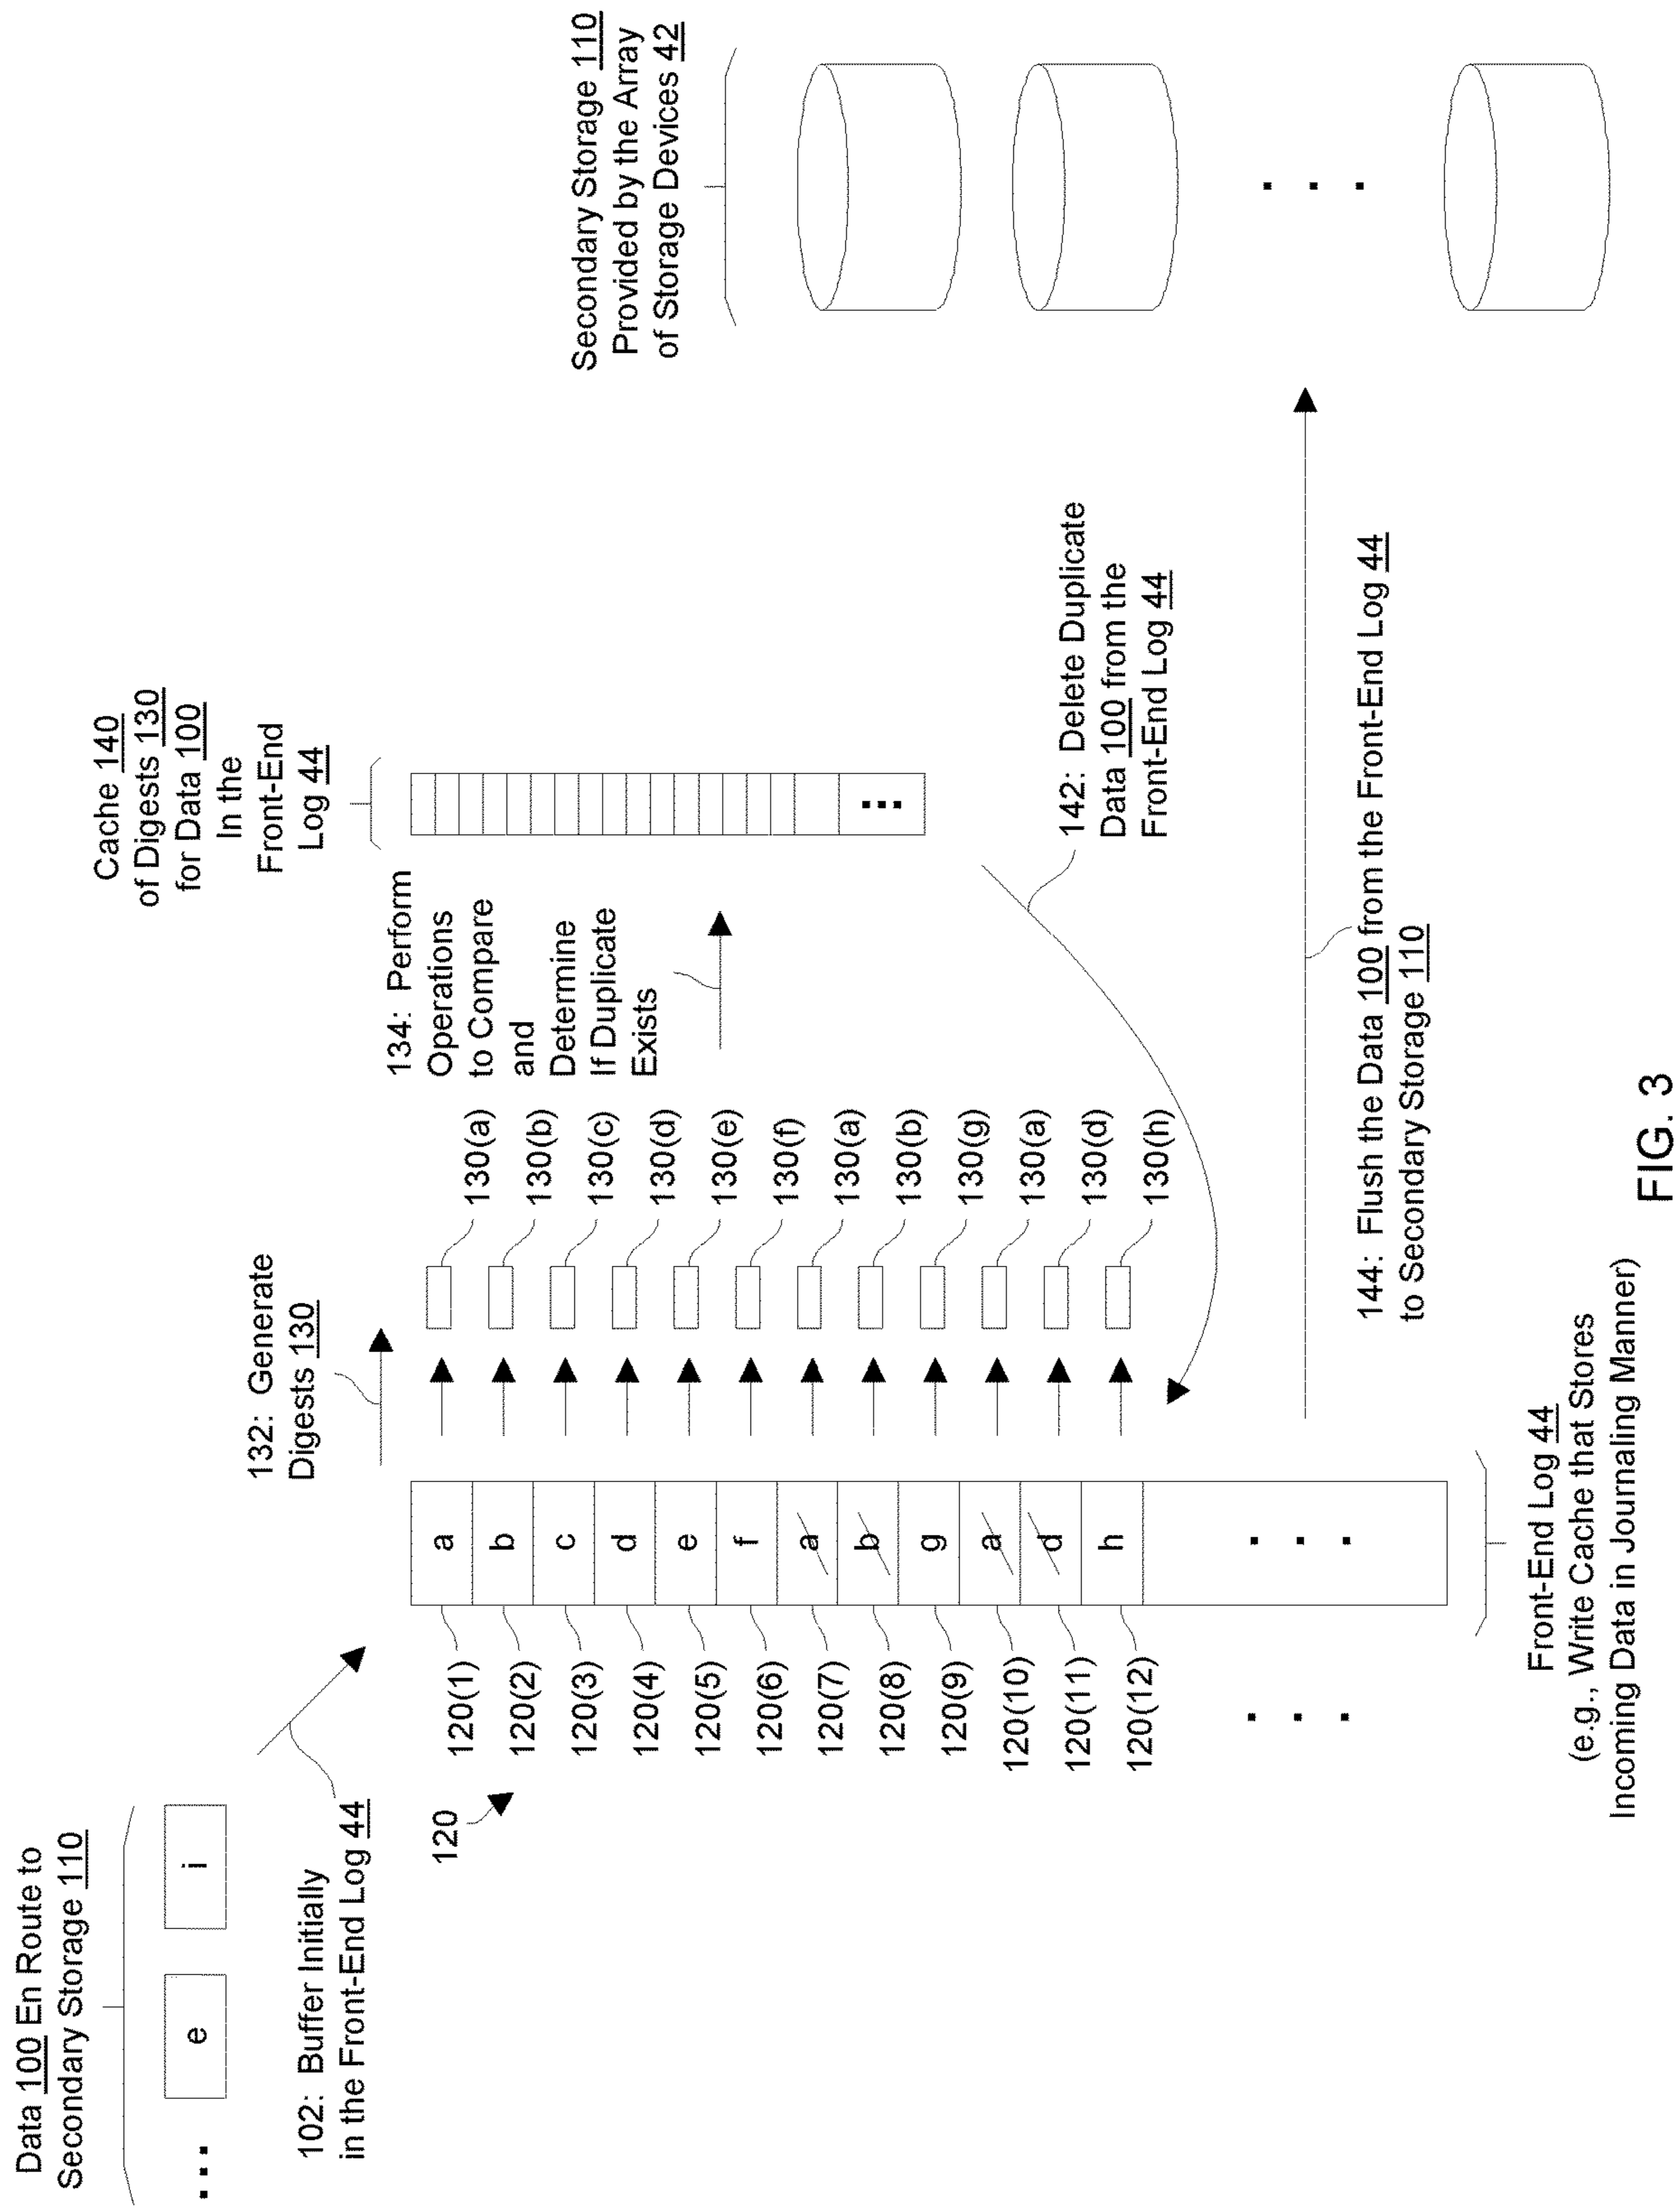 Data 100 En Route to
Secondary Storage 110
e
i
102: Buffer Initially
in the Front-End Log 44
120
120(1)
120(2)
120(3)
120(4)
120(5)
120(6)
120(7)
120(8)
120(9)
120(10)
120(11)
120(12)
a
b
c
d
e
f
a
b
g
a
d
h
Front-End Log 44
(e.g., Write Cache that Stores
Incoming Data in Journaling Manner)
132: Generate
Digests 130
130(a)
130(b)
130(c)
130(d)
130(e)
130(f)
130(a)
130(b)
130(g)
130(a)
130(d)
130(h)
134: Perform
Operations
to Compare
and
Determine
If Duplicate
Exists
Cache 140
of Digests 130
for Data 100
In the
Front-End
Log 44
142: Delete Duplicate
Data 100 from the
Front-End Log 44
144: Flush the Data 100 from the Front-End Log 44
to Secondary Storage 110
Secondary Storage 110
Provided by the Array
of Storage Devices 42
FIG. 3